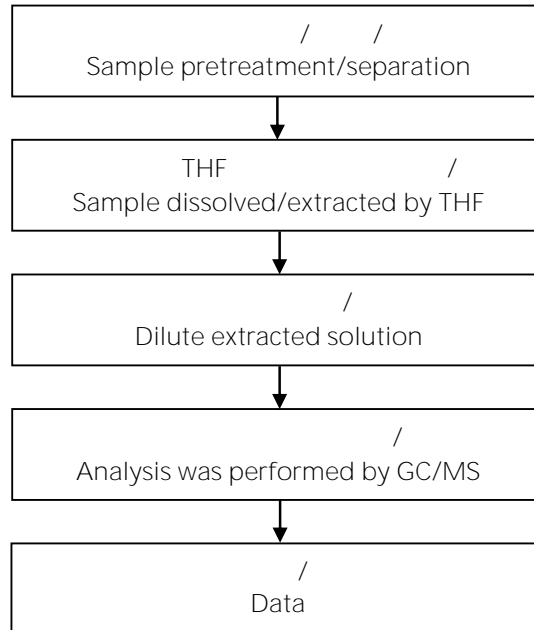 / /
Sample pretreatment/separation
THF /
Sample dissolved/extracted by THF
/
Dilute extracted solution
/
Analysis was performed by GC/MS
/
Data